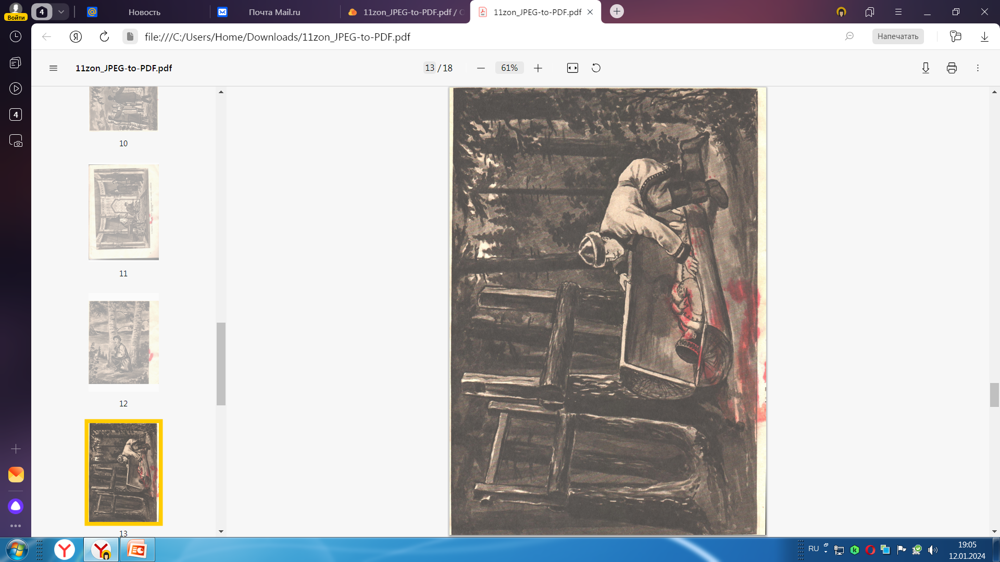 4
Новость
Почта Mail.ru
11zon_JPEG-to-PDF.pdf / О
11zon_JPEG-to-PDF.pdf
Войти
Я
file:///C:/Users/Home/Downloads/11zon_JPEG-to-PDF.pdf
Напечатать
11zon_JPEG-to-PDF.pdf
13 / 18
61%
4
10
11
12
13
RU
19:05
12.01.2024